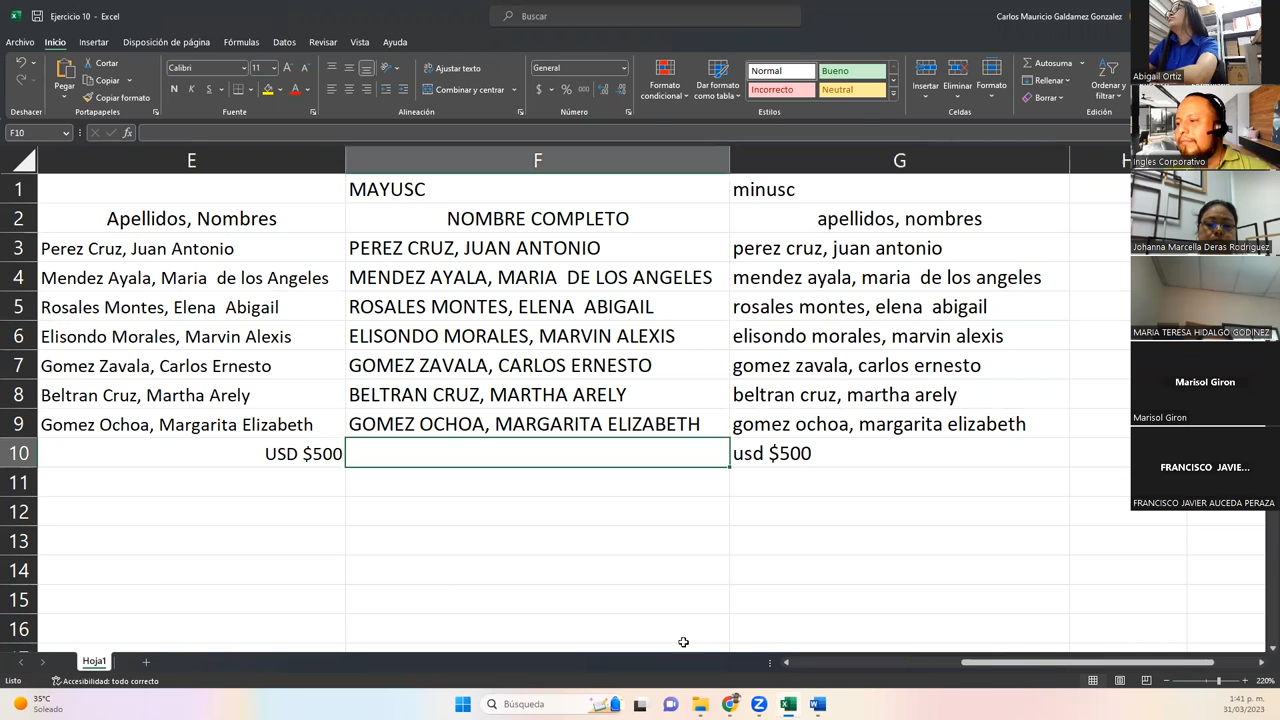 Ejercicio 10 - Excel
Buscar
Carlos Mauricio Galdamez Gonzalez
Archivo Inicio Insertar Disposición de página Fórmulas Datos Revisar Vista Ayuda
Pegar
Cortar
Copiar
Copiar formato
Calibri 11
N K S
Ajustar texto
Combinar y centrar
General
$ % 000
Formato condicional
Dar formato como tabla
Normal Bueno
Incorrecto Neutral
Insertar Eliminar Formato
Autosuma
Rellenar
Borrar
Ordenar y filtrar
Deshacer Portapapeles Fuente Alineación Número Estilos Celdas Edición
F10 fx
E F G H
1 MAYUSC minusc
2 Apellidos, Nombres NOMBRE COMPLETO apellidos, nombres
3 Perez Cruz, Juan Antonio PEREZ CRUZ, JUAN ANTONIO perez cruz, juan antonio
4 Mendez Ayala, Maria  de los Angeles MENDEZ AYALA, MARIA  DE LOS ANGELES mendez ayala, maria  de los angeles
5 Rosales Montes, Elena  Abigail ROSALES MONTES, ELENA  ABIGAIL rosales montes, elena  abigail
6 Elisondo Morales, Marvin Alexis ELISONDO MORALES, MARVIN ALEXIS elisondo morales, marvin alexis
7 Gomez Zavala, Carlos Ernesto GOMEZ ZAVALA, CARLOS ERNESTO gomez zavala, carlos ernesto
8 Beltran Cruz, Martha Arely BELTRAN CRUZ, MARTHA ARELY beltran cruz, martha arely
9 Gomez Ochoa, Margarita Elizabeth GOMEZ OCHOA, MARGARITA ELIZABETH gomez ochoa, margarita elizabeth
10 USD $500 usd $500
11
12
13
14
15
16
Abigail Ortiz
Ingles Corporativo
Johanna Marcella Deras Rodriguez
MARIA TERESA HIDALGO GODINEZ
Marisol Giron
Marisol Giron
FRANCISCO JAVIE...
FRANCISCO JAVIER AUCEDA PERAZA
Hoja1
Listo
Accesibilidad: todo correcto
220%
35°C
Soleado
Búsqueda
1:41 p. m.
31/03/2023